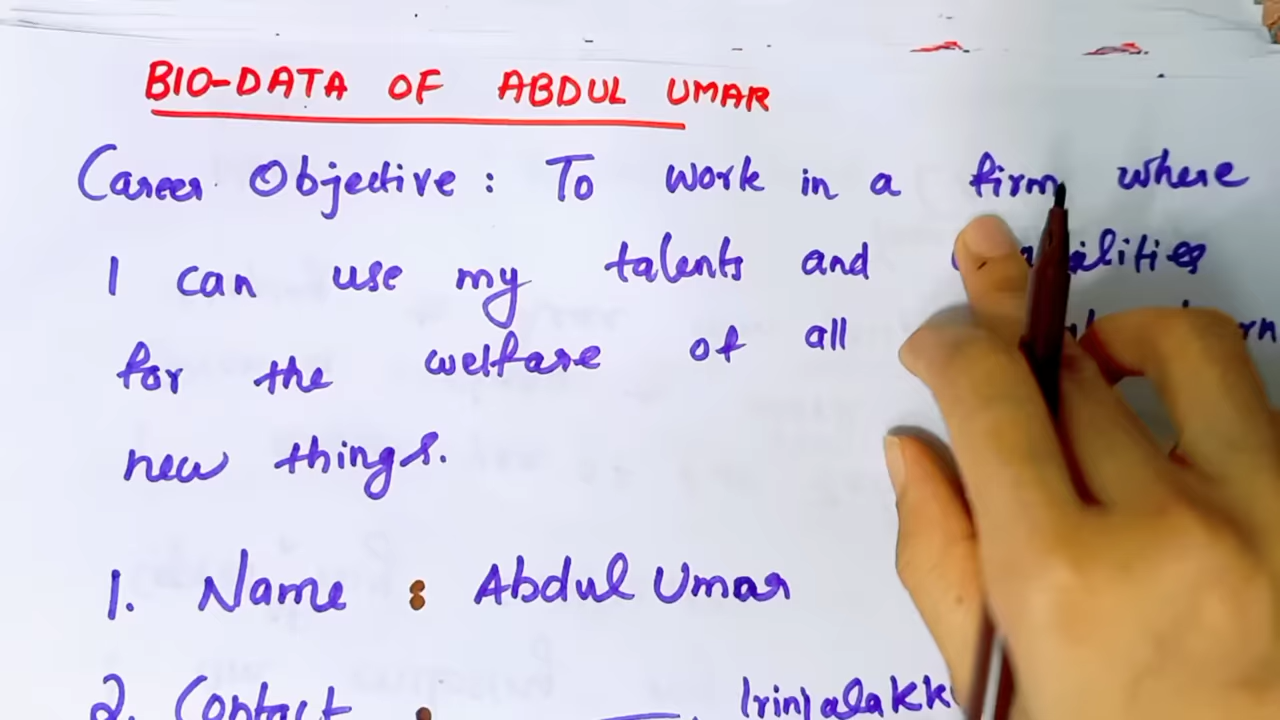 BIO-DATA OF ABDUL UMAR
Career Objective : To work in a firm where
I can use my talents and
for the welfare of all
new things.
1. Name : Abdul Umar
2. Contact :